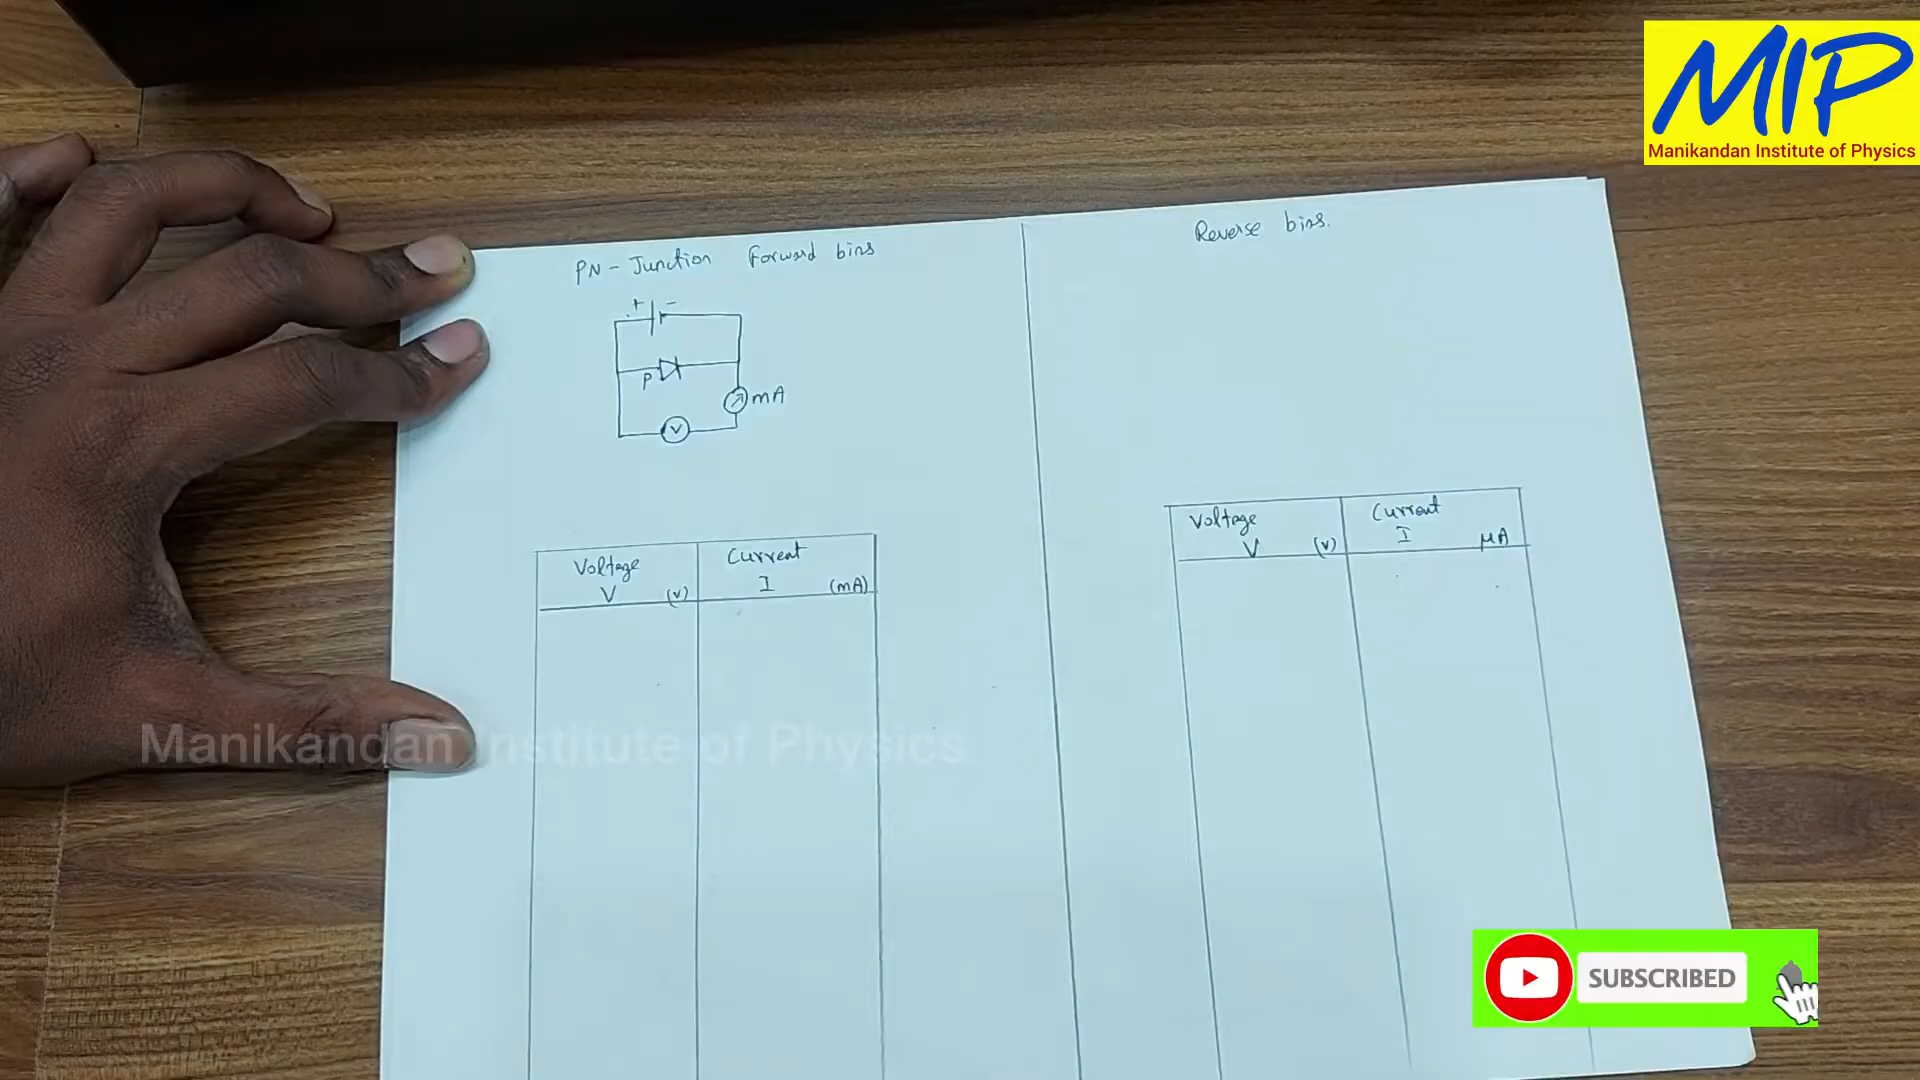 MIP
Manikandan Institute of Physics
PN - Junction Forward bias
Reverse bias.
+ -
P
mA
V
Voltage Current
V (V) I μA
Voltage Current
V (V) I (mA)
Manikandan Institute of Physics
SUBSCRIBED